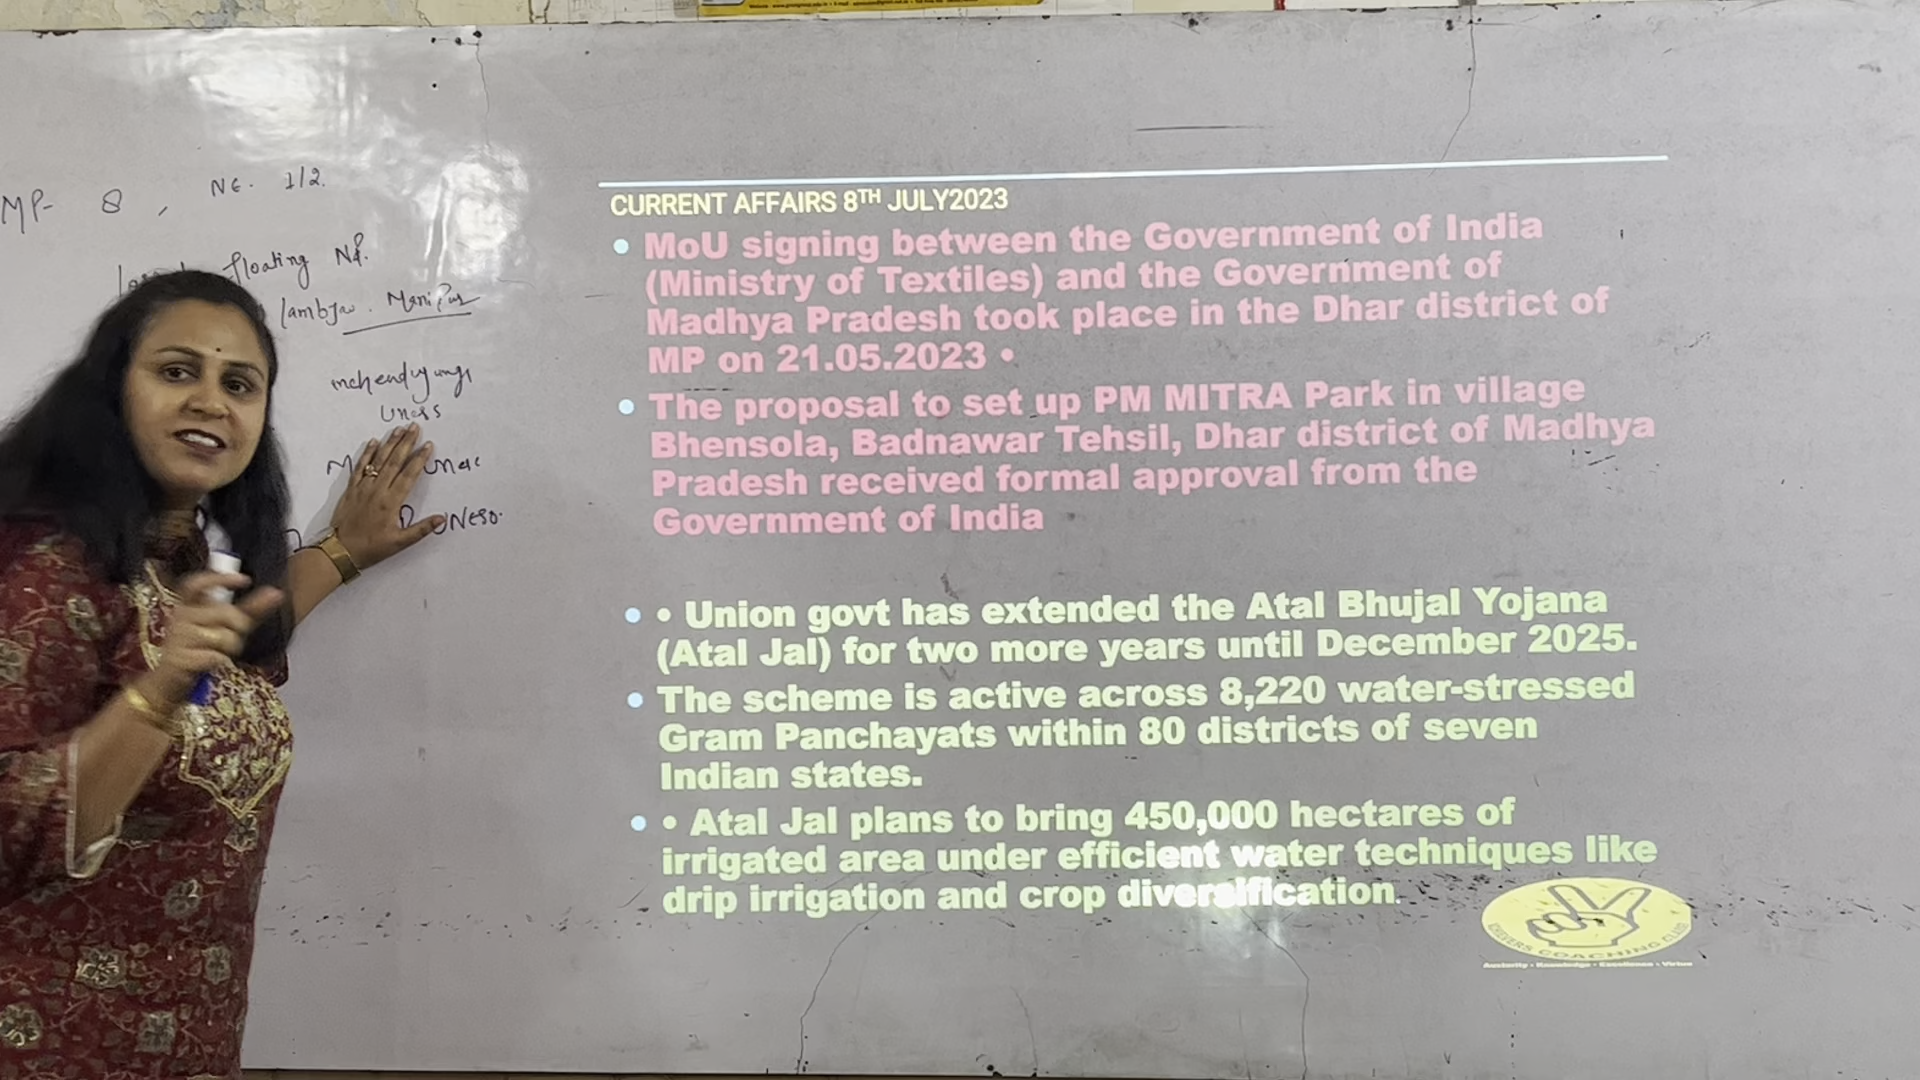 MP- 8, NE. 1/2.
floating NP.
Manipur
CURRENT AFFAIRS 8TH JULY2023
• MoU signing between the Government of India
(Ministry of Textiles) and the Government of
Madhya Pradesh took place in the Dhar district of
MP on 21.05.2023 •
• The proposal to set up PM MITRA Park in village
Bhensola, Badnawar Tehsil, Dhar district of Madhya
Pradesh received formal approval from the
Government of India
• • Union govt has extended the Atal Bhujal Yojana
(Atal Jal) for two more years until December 2025.
• The scheme is active across 8,220 water-stressed
Gram Panchayats within 80 districts of seven
Indian states.
• • Atal Jal plans to bring 450,000 hectares of
irrigated area under efficient water techniques like
drip irrigation and crop diversification.
COACHING
Austerity • Knowledge • Excellence • Virtue